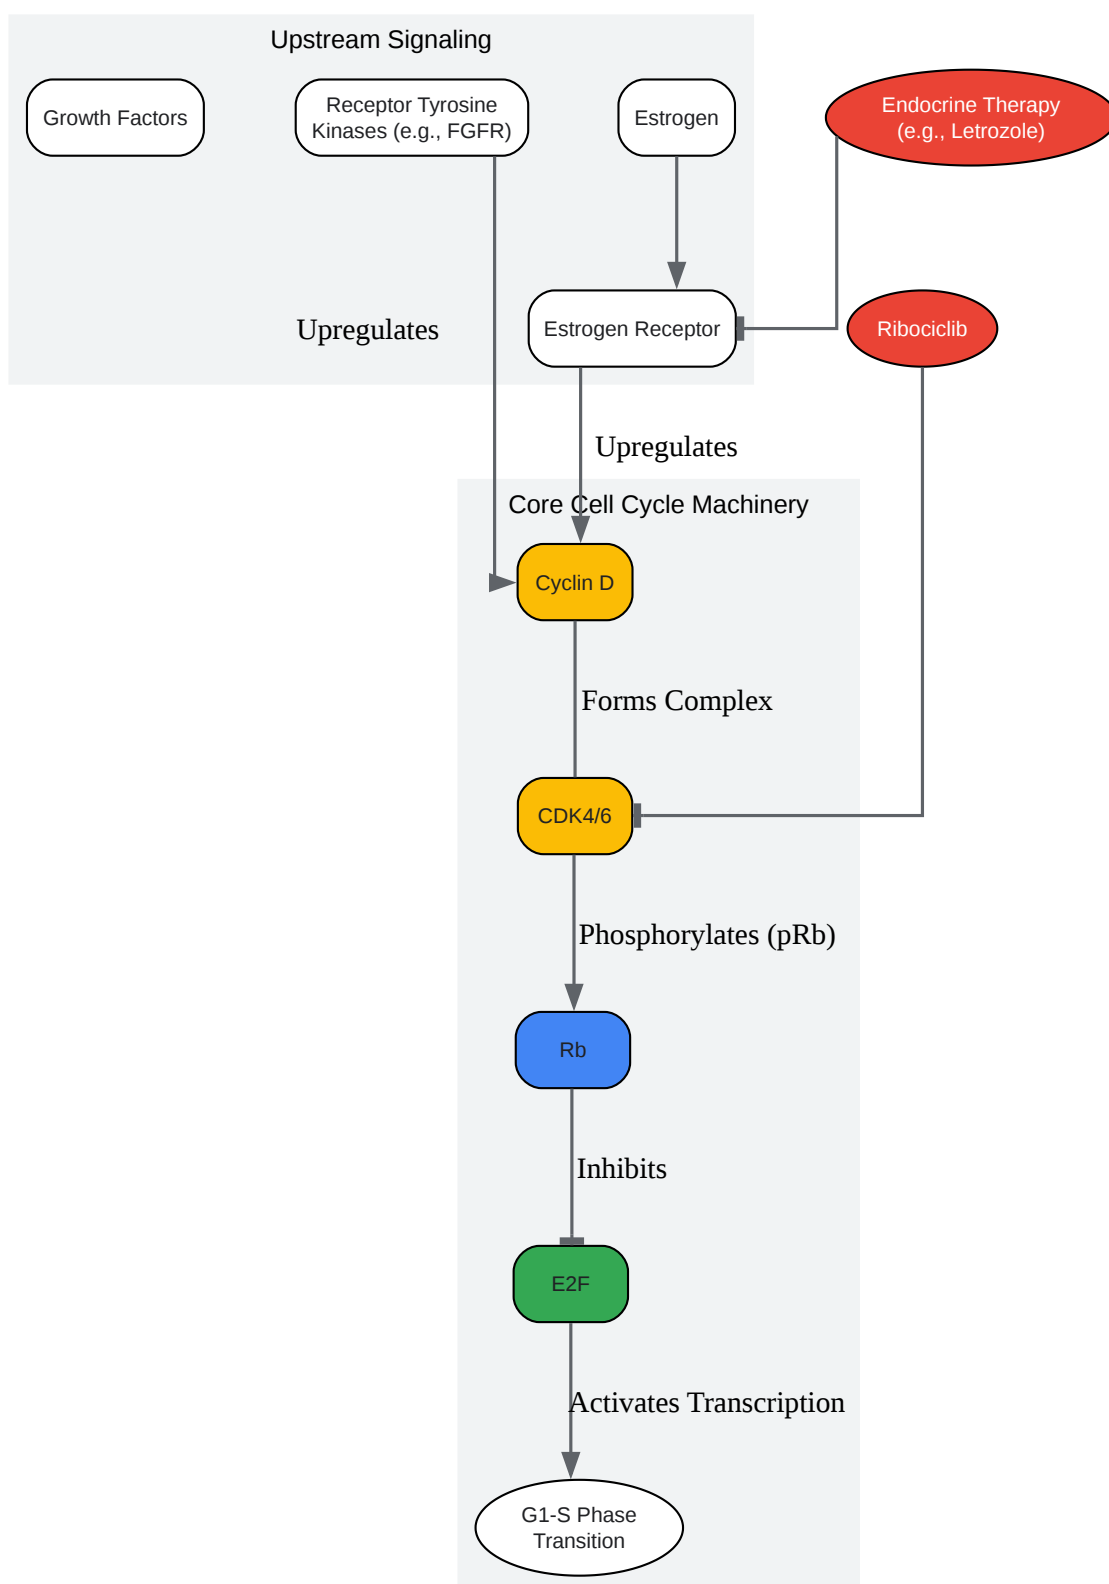 Upstream Signaling
Growth Factors
Receptor Tyrosine
Kinases (e.g., FGFR)
Estrogen
Endocrine Therapy
(e.g., Letrozole)
Upregulates
Estrogen Receptor
Ribociclib
Upregulates
Core Cell Cycle Machinery
Cyclin D
Forms Complex
CDK4/6
Phosphorylates (pRb)
Rb
Inhibits
E2F
Activates Transcription
G1-S Phase
Transition